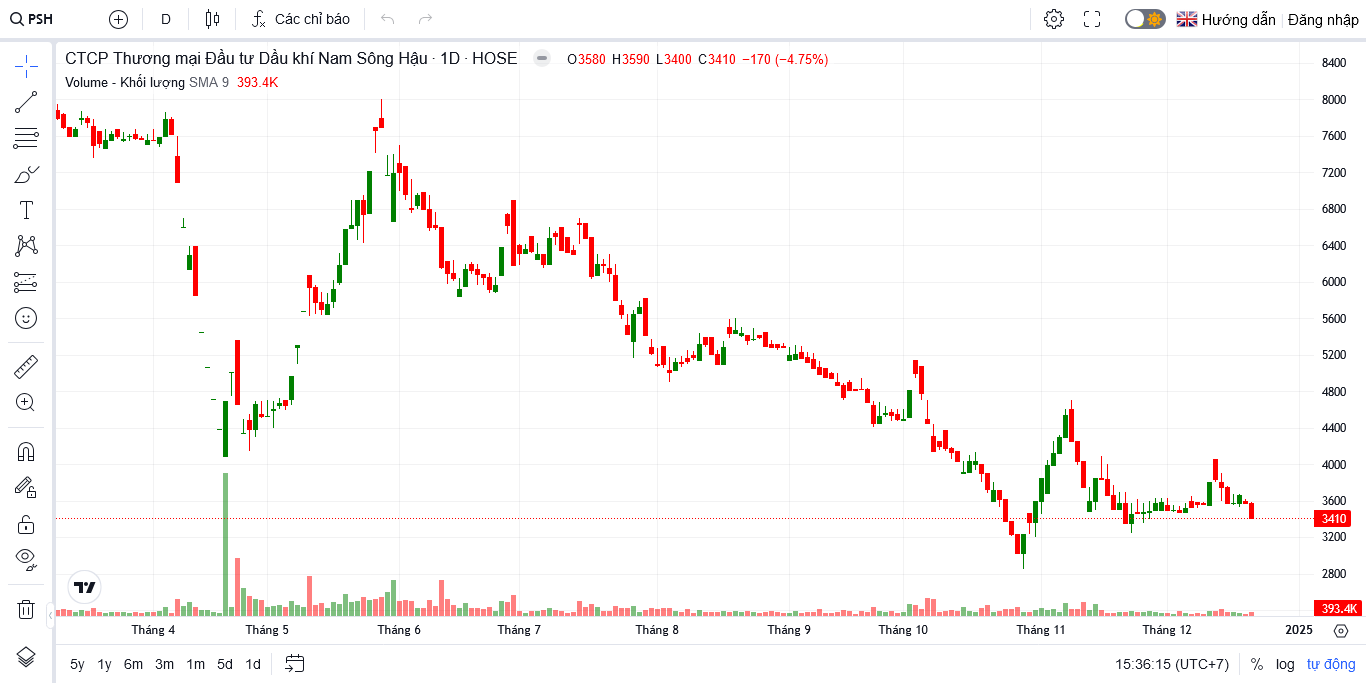 PSH D Các chỉ báo Hướng dẫn Đăng nhập
CTCP Thương mại Đầu tư Dầu khí Nam Sông Hậu · 1D · HOSE O3580 H3590 L3400 C3410 −170 (−4.75%)
Volume - Khối lượng SMA 9 393.4K
8400
8000
7600
7200
6800
6400
6000
5600
5200
4800
4400
4000
3600
3410
3200
2800
393.4K
Tháng 4 Tháng 5 Tháng 6 Tháng 7 Tháng 8 Tháng 9 Tháng 10 Tháng 11 Tháng 12 2025
5y 1y 6m 3m 1m 5d 1d 15:36:15 (UTC+7) % log tự động